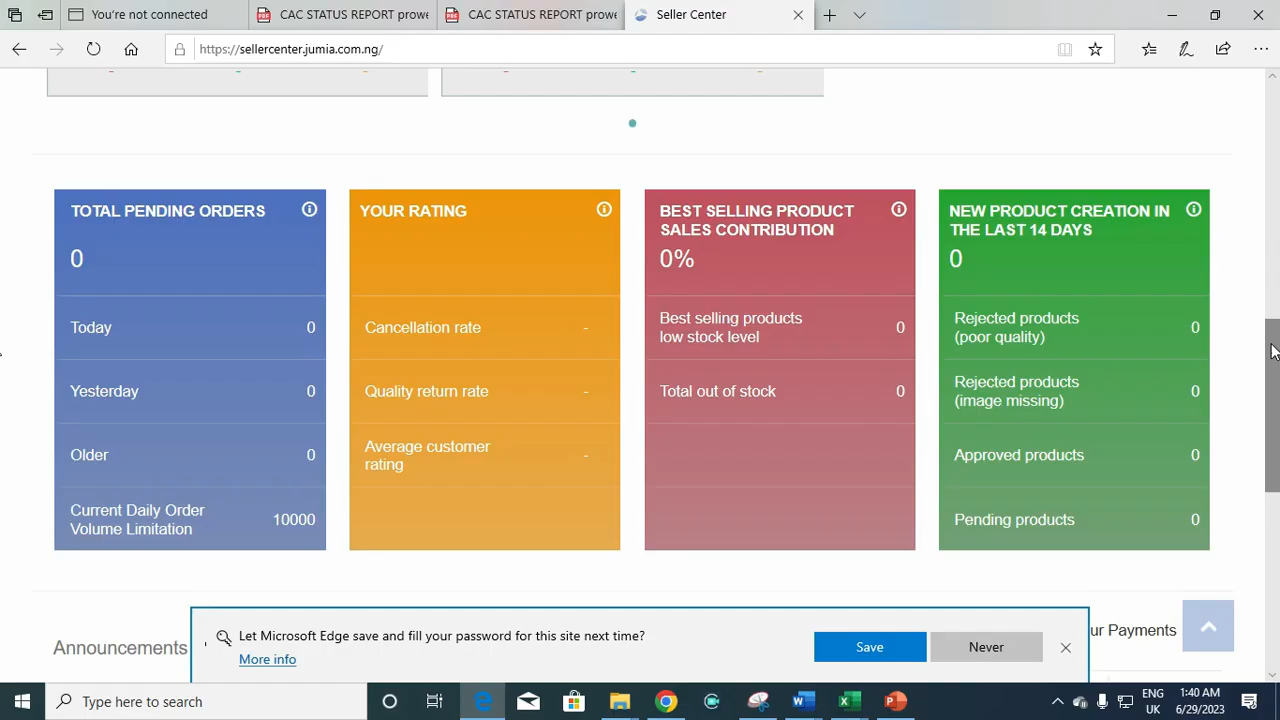 You're not connected
CAC STATUS REPORT prowe
CAC STATUS REPORT prowe
Seller Center
https://sellercenter.jumia.com.ng/
TOTAL PENDING ORDERS
0
Today 0
Yesterday 0
Older 0
Current Daily Order
Volume Limitation 10000
YOUR RATING
Cancellation rate -
Quality return rate -
Average customer
rating -
BEST SELLING PRODUCT
SALES CONTRIBUTION
0%
Best selling products
low stock level 0
Total out of stock 0
NEW PRODUCT CREATION IN
THE LAST 14 DAYS
0
Rejected products
(poor quality) 0
Rejected products
(image missing) 0
Approved products 0
Pending products 0
Announcements
ur Payments
Let Microsoft Edge save and fill your password for this site next time?
More info
Save
Never
Type here to search
ENG
UK
1:40 AM
6/29/2023